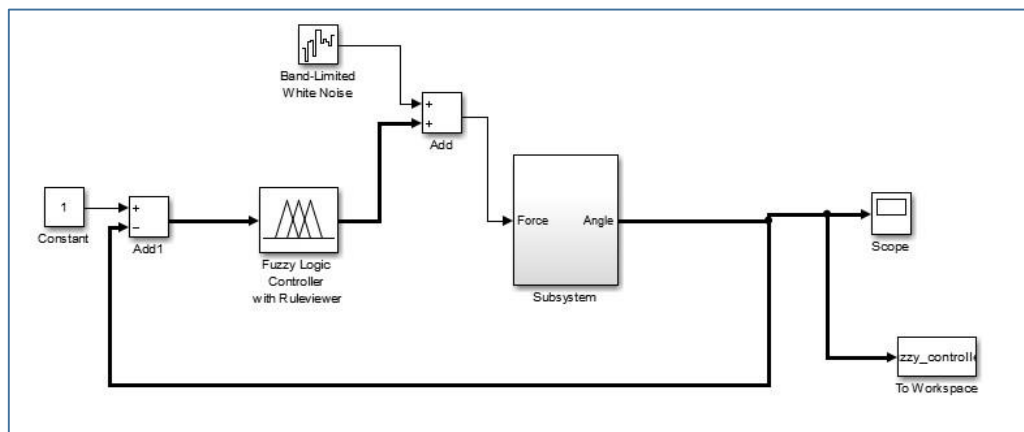 Band-Limited
White Noise
+
+
Add
1
Constant
+
−
Add1
Fuzzy Logic
Controller
with Ruleviewer
Force
Angle
Subsystem
Scope
zzy_controlle
To Workspace